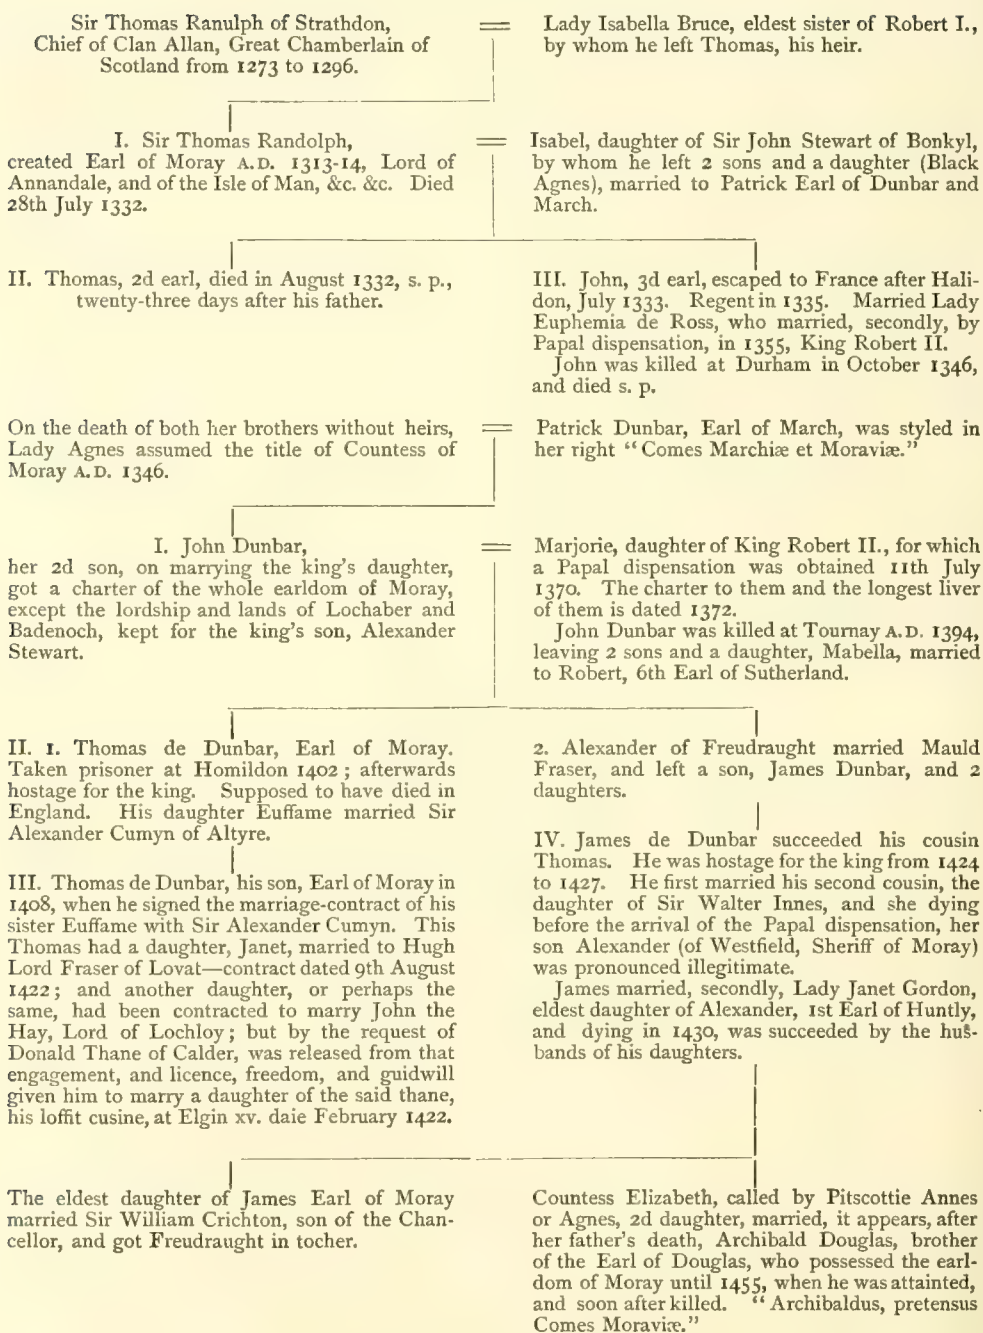 Sir Thomas Ranulph of Strathdon,
Chief of Clan Allan, Great Chamberlain of
Scotland from 1273 to 1296.
=
Lady Isabella Bruce, eldest sister of Robert I.,
by whom he left Thomas, his heir.
I. Sir Thomas Randolph,
created Earl of Moray A.D. 1313-14, Lord of
Annandale, and of the Isle of Man, &c. &c. Died
28th July 1332.
=
Isabel, daughter of Sir John Stewart of Bonkyl,
by whom he left 2 sons and a daughter (Black
Agnes), married to Patrick Earl of Dunbar and
March.
II. Thomas, 2d earl, died in August 1332, s. p.,
twenty-three days after his father.
III. John, 3d earl, escaped to France after Hali-
don, July 1333. Regent in 1335. Married Lady
Euphemia de Ross, who married, secondly, by
Papal dispensation, in 1355, King Robert II.
John was killed at Durham in October 1346,
and died s. p.
On the death of both her brothers without heirs,
Lady Agnes assumed the title of Countess of
Moray A.D. 1346.
=
Patrick Dunbar, Earl of March, was styled in
her right “Comes Marchiæ et Moraviæ.”
I. John Dunbar,
her 2d son, on marrying the king's daughter,
got a charter of the whole earldom of Moray,
except the lordship and lands of Lochaber and
Badenoch, kept for the king's son, Alexander
Stewart.
=
Marjorie, daughter of King Robert II., for which
a Papal dispensation was obtained 11th July
1370. The charter to them and the longest liver
of them is dated 1372.
John Dunbar was killed at Tournay A.D. 1394,
leaving 2 sons and a daughter, Mabella, married
to Robert, 6th Earl of Sutherland.
II. 1. Thomas de Dunbar, Earl of Moray.
Taken prisoner at Homildon 1402; afterwards
hostage for the king. Supposed to have died in
England. His daughter Euffame married Sir
Alexander Cumyn of Altyre.
III. Thomas de Dunbar, his son, Earl of Moray in
1408, when he signed the marriage-contract of his
sister Euffame with Sir Alexander Cumyn. This
Thomas had a daughter, Janet, married to Hugh
Lord Fraser of Lovat—contract dated 9th August
1422; and another daughter, or perhaps the
same, had been contracted to marry John the
Hay, Lord of Lochloy; but by the request of
Donald Thane of Calder, was released from that
engagement, and licence, freedom, and guidwill
given him to marry a daughter of the said thane,
his loffit cusine, at Elgin xv. daie February 1422.
2. Alexander of Freudraught married Mauld
Fraser, and left a son, James Dunbar, and 2
daughters.
IV. James de Dunbar succeeded his cousin
Thomas. He was hostage for the king from 1424
to 1427. He first married his second cousin, the
daughter of Sir Walter Innes, and she dying
before the arrival of the Papal dispensation, her
son Alexander (of Westfield, Sheriff of Moray)
was pronounced illegitimate.
James married, secondly, Lady Janet Gordon,
eldest daughter of Alexander, 1st Earl of Huntly,
and dying in 1430, was succeeded by the hus-
bands of his daughters.
The eldest daughter of James Earl of Moray
married Sir William Crichton, son of the Chan-
cellor, and got Freudraught in tocher.
Countess Elizabeth, called by Pitscottie Annes
or Agnes, 2d daughter, married, it appears, after
her father's death, Archibald Douglas, brother
of the Earl of Douglas, who possessed the earl-
dom of Moray until 1455, when he was attainted,
and soon after killed. “Archibaldus, pretensus
Comes Moraviæ.”